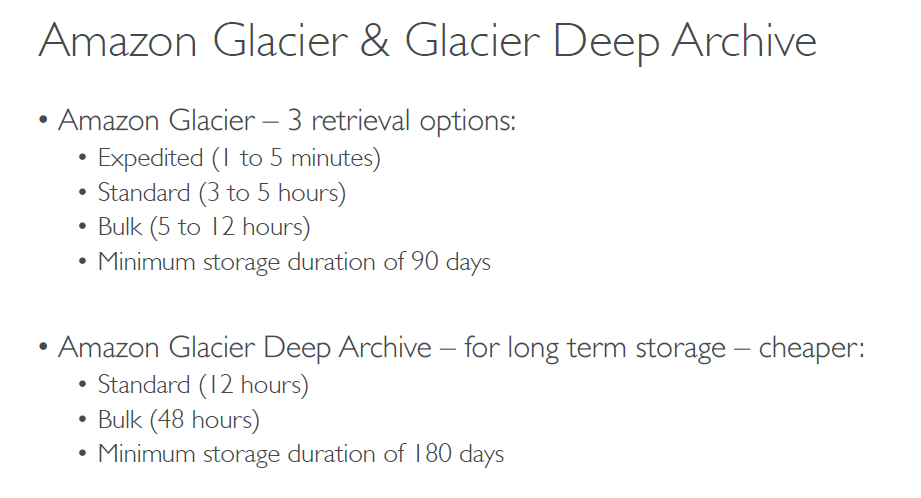 Amazon Glacier & Glacier Deep Archive
• Amazon Glacier – 3 retrieval options:
• Expedited (1 to 5 minutes)
• Standard (3 to 5 hours)
• Bulk (5 to 12 hours)
• Minimum storage duration of 90 days
• Amazon Glacier Deep Archive – for long term storage – cheaper:
• Standard (12 hours)
• Bulk (48 hours)
• Minimum storage duration of 180 days